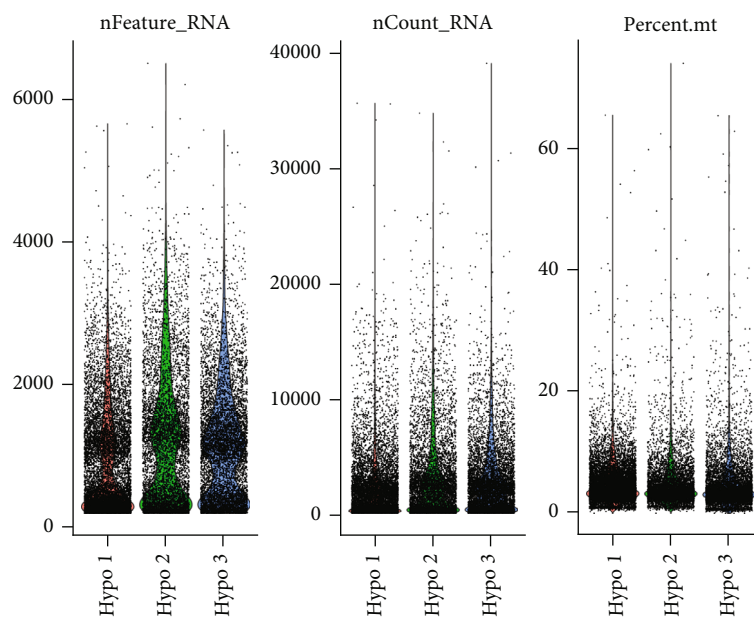 nFeature_RNA
6000
4000
2000
0
Hypo 1
Hypo 2
Hypo 3
nCount_RNA
40000
30000
20000
10000
0
Hypo 1
Hypo 2
Hypo 3
Percent.mt
60
40
20
0
Hypo 1
Hypo 2
Hypo 3